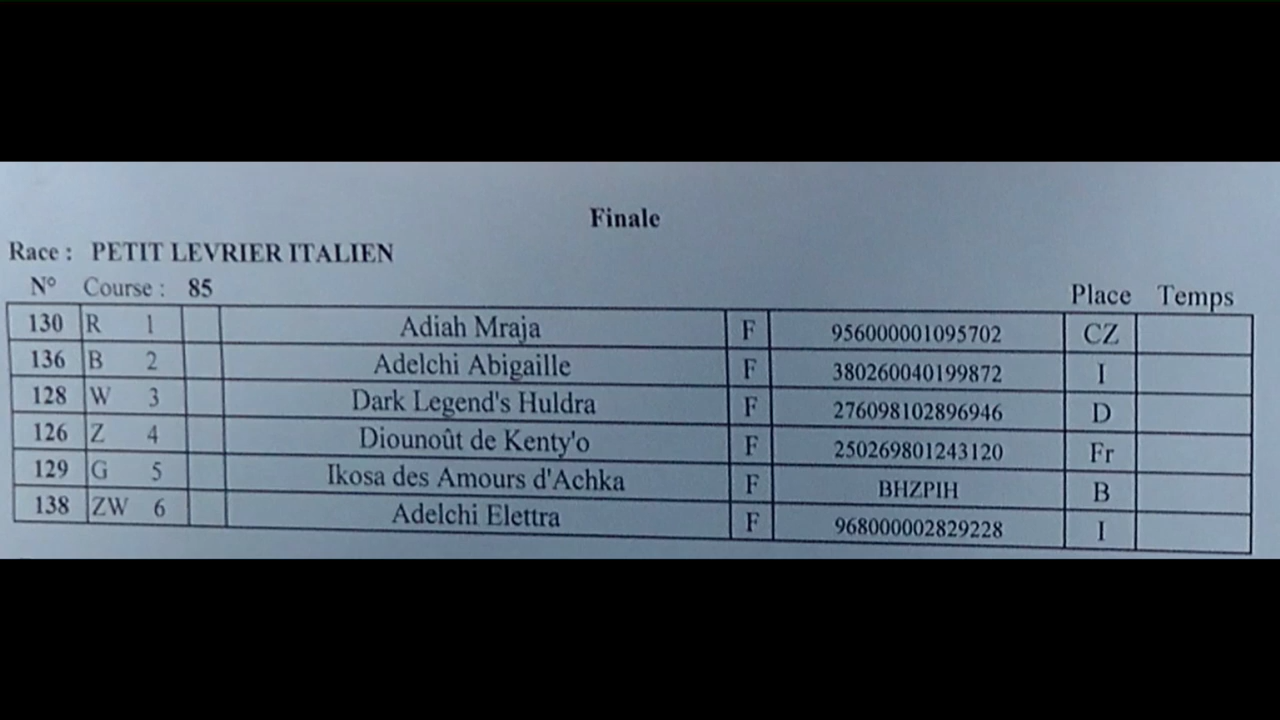 Finale
Race : PETIT LEVRIER ITALIEN
N° Course : 85 Place Temps
130 R 1 Adiah Mraja F 956000001095702 CZ
136 B 2 Adelchi Abigaille F 380260040199872 I
128 W 3 Dark Legend's Huldra F 276098102896946 D
126 Z 4 Diounoût de Kenty'o F 250269801243120 Fr
129 G 5 Ikosa des Amours d'Achka F BHZPIH B
138 ZW 6 Adelchi Elettra F 968000002829228 I